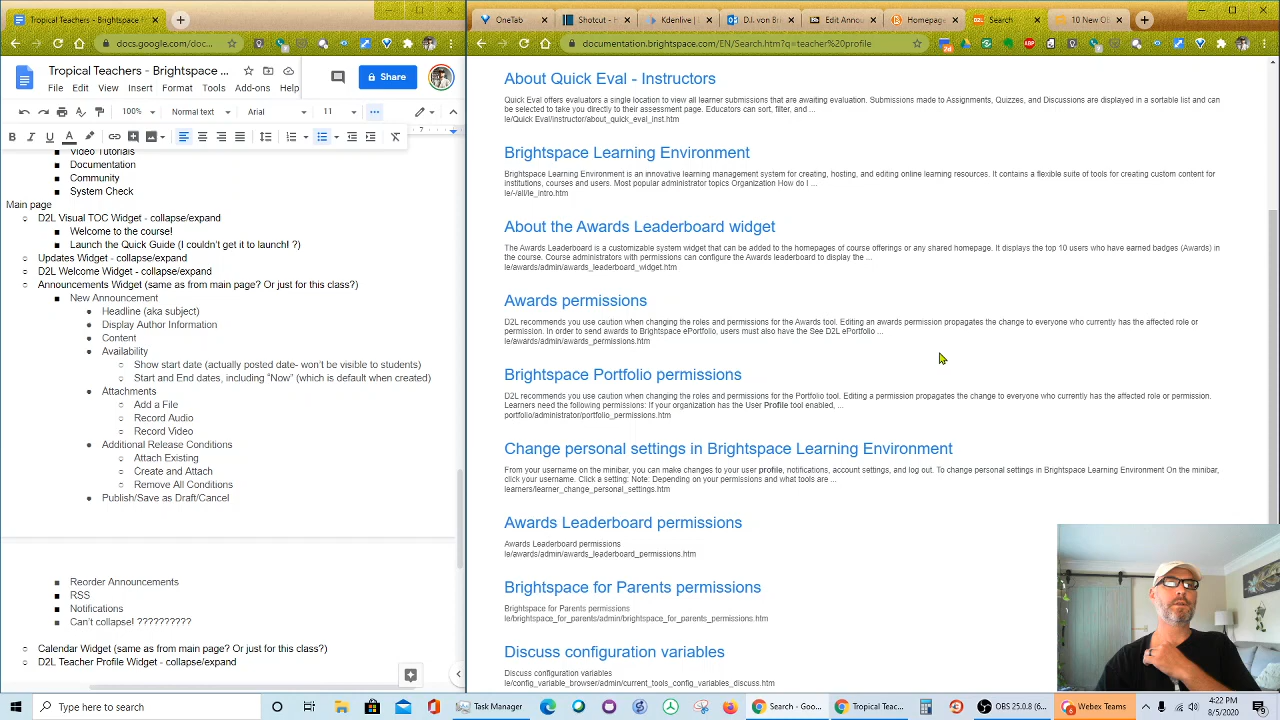 Tropical Teachers - Brightspace
OneTab
Shotcut - H
Kdenlive |
D.I. von Bri
Edit Annou
Homepage
Search
10 New OB
docs.google.com/doc...
documentation.brightspace.com/EN/Search.htm?q=teacher%20profile
Tropical Teachers - Brightspace ...
Share
File Edit View Insert Format Tools Add-ons Help
100% Normal text Arial 11
7
Video Tutorials
Documentation
Community
System Check
Main page
D2L Visual TOC Widget - collapse/expand
Welcome to the course!
Launch the Quick Guide (I couldn't get it to launch! ?)
Updates Widget - collapse/expand
D2L Welcome Widget - collapse/expand
Announcements Widget (same as from main page? Or just for this class?)
New Announcement
Headline (aka subject)
Display Author Information
Content
Availability
Show start date (actually posted date- won't be visible to students)
Start and End dates, including "Now" (which is default when created)
Attachments
Add a File
Record Audio
Record Video
Additional Release Conditions
Attach Existing
Create and Attach
Remove All Conditions
Publish/Save as Draft/Cancel
Reorder Announcements
RSS
Notifications
Can't collapse! ??????????
Calendar Widget (same as from main page? Or just for this class?)
D2L Teacher Profile Widget - collapse/expand
About Quick Eval - Instructors
Quick Eval offers evaluators a single location to view all learner submissions that are awaiting evaluation. Submissions made to Assignments, Quizzes, and Discussions are displayed in a sortable list and can
be selected to take you directly to their assessment page. Educators can sort, filter, and ...
le/Quick Eval/instructor/about_quick_eval_inst.htm
Brightspace Learning Environment
Brightspace Learning Environment is an innovative learning management system for creating, hosting, and editing online learning resources. It contains a flexible suite of tools for creating custom content for
institutions, courses and users. Most popular administrator topics Organization How do I ...
le/-/all/le_intro.htm
About the Awards Leaderboard widget
The Awards Leaderboard is a customizable system widget that can be added to the homepages of course offerings or any shared homepage. It displays the top 10 users who have earned badges (Awards) in
the course. Course administrators with permissions can configure the Awards leaderboard to display the ...
le/awards/admin/awards_leaderboard_widget.htm
Awards permissions
D2L recommends you use caution when changing the roles and permissions for the Awards tool. Editing an awards permission propagates the change to everyone who currently has the affected role or
permission. In order to send awards to Brightspace ePortfolio, users must also have the See D2L ePortfolio ...
le/awards/admin/awards_permissions.htm
Brightspace Portfolio permissions
D2L recommends you use caution when changing the roles and permissions for the Portfolio tool. Editing a permission propagates the change to everyone who currently has the affected role or permission.
Learners need the following permissions: If your organization has the User Profile tool enabled, ...
portfolio/administrator/portfolio_permissions.htm
Change personal settings in Brightspace Learning Environment
From your username on the minibar, you can make changes to your user profile, notifications, account settings, and log out. To change personal settings in Brightspace Learning Environment On the minibar,
click your username. Click a setting: Note: Depending on your permissions and what tools are ...
learners/learner_change_personal_settings.htm
Awards Leaderboard permissions
Awards Leaderboard permissions
le/awards/admin/awards_leaderboard_permissions.htm
Brightspace for Parents permissions
Brightspace for Parents permissions
le/brightspace_for_parents/admin/brightspace_for_parents_permissions.htm
Discuss configuration variables
Discuss configuration variables
le/config_variable_browser/admin/current_tools_config_variables_discuss.htm
Type here to search
Task Manager
Search - Goo...
Tropical Teac...
OBS 25.0.8 (6...
Webex Teams
4:22 PM
8/5/2020